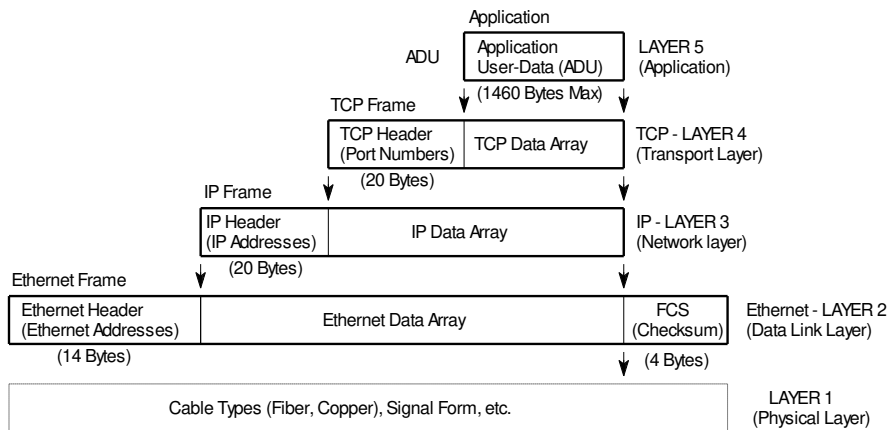 Application
ADU
Application
User-Data (ADU)
LAYER 5
(Application)
(1460 Bytes Max)
TCP Frame
TCP Header
(Port Numbers)
TCP Data Array
TCP - LAYER 4
(Transport Layer)
(20 Bytes)
IP Frame
IP Header
(IP Addresses)
IP Data Array
IP - LAYER 3
(Network layer)
(20 Bytes)
Ethernet Frame
Ethernet Header
(Ethernet Addresses)
Ethernet Data Array
FCS
(Checksum)
Ethernet - LAYER 2
(Data Link Layer)
(14 Bytes)
(4 Bytes)
Cable Types (Fiber, Copper), Signal Form, etc.
LAYER 1
(Physical Layer)